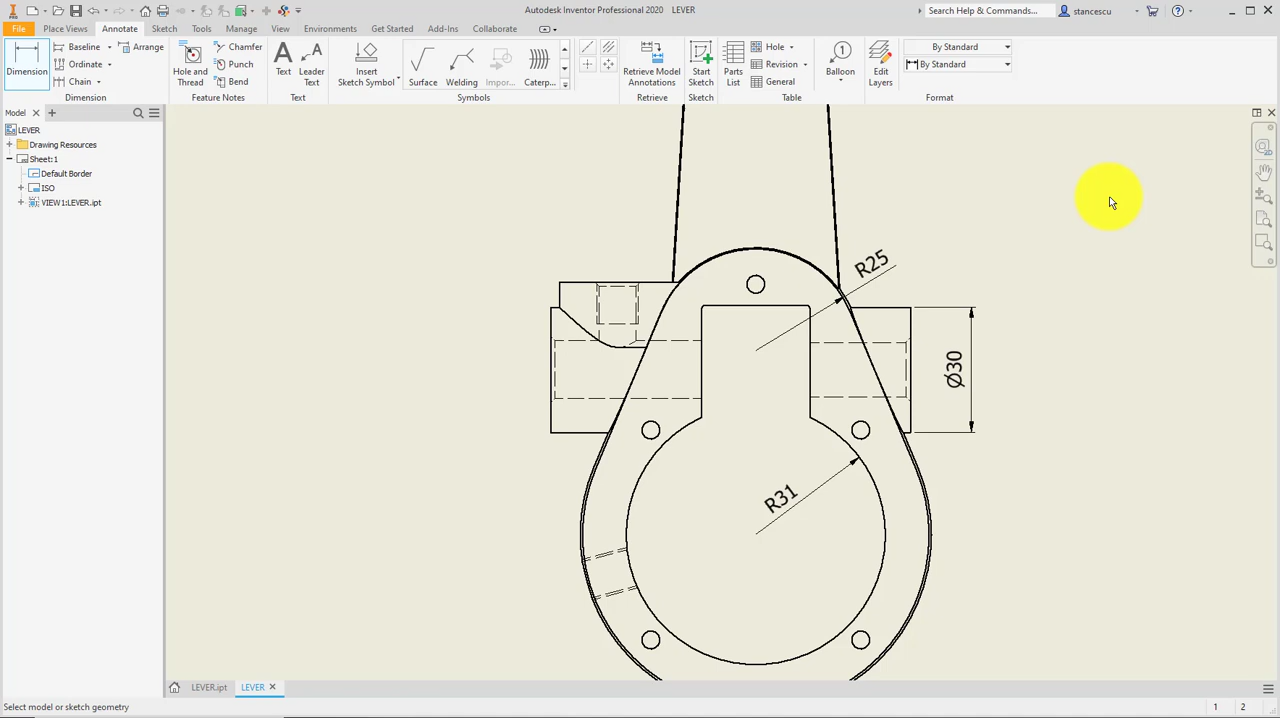 Autodesk Inventor Professional 2020 LEVER
Search Help & Commands...
stancescu
PRO
File
Place Views
Annotate
Sketch
Tools
Manage
View
Environments
Get Started
Add-Ins
Collaborate
Dimension
Baseline
Ordinate
Chain
Arrange
Dimension
Hole and
Thread
Chamfer
Punch
Bend
Feature Notes
Text
Leader
Text
Text
Insert
Sketch Symbol
Surface
Welding
Impor...
Caterp...
Symbols
Retrieve Model
Annotations
Retrieve
Start
Sketch
Sketch
Parts
List
Hole
Revision
General
Table
Balloon
1
Edit
Layers
By Standard
By Standard
Format
Model
LEVER
Drawing Resources
Sheet:1
Default Border
ISO
VIEW1:LEVER.ipt
R25
Ø30
R31
LEVER.ipt
LEVER
Select model or sketch geometry
1
2